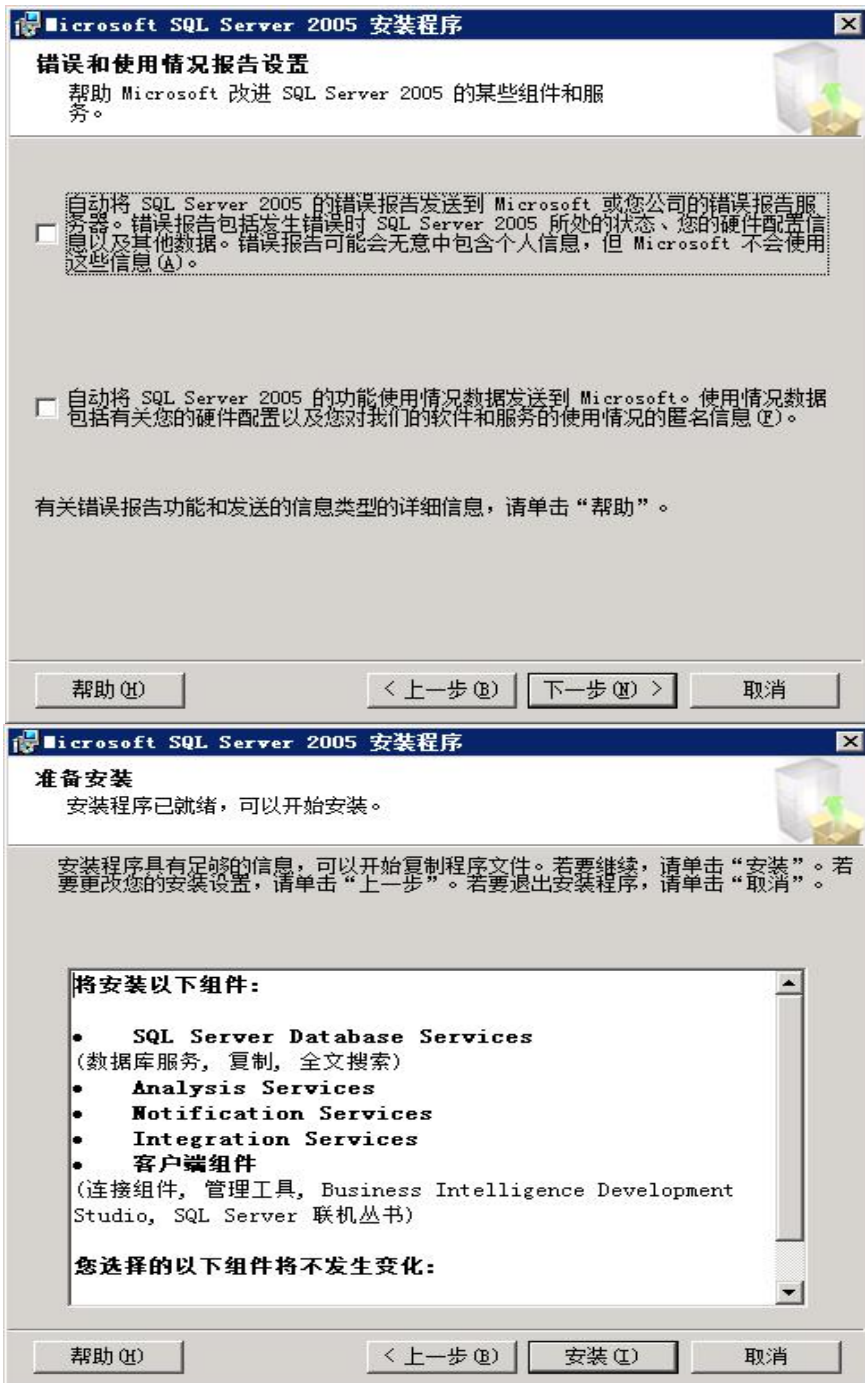 Microsoft SQL Server 2005 安装程序
错误和使用情况报告设置
帮助 Microsoft 改进 SQL Server 2005 的某些组件和服
务。
自动将 SQL Server 2005 的错误报告发送到 Microsoft 或您公司的错误报告服
务器。错误报告包括发生错误时 SQL Server 2005 所处的状态、您的硬件配置信
息以及其他数据。错误报告可能会无意中包含个人信息，但 Microsoft 不会使用
这些信息(A)。
自动将 SQL Server 2005 的功能使用情况数据发送到 Microsoft。使用情况数据
包括有关您的硬件配置以及您对我们的软件和服务的使用情况的匿名信息(F)。
有关错误报告功能和发送的信息类型的详细信息，请单击“帮助”。
帮助(H)
< 上一步(B)
下一步(N) >
取消
Microsoft SQL Server 2005 安装程序
准备安装
安装程序已就绪，可以开始安装。
安装程序具有足够的信息，可以开始复制程序文件。若要继续，请单击“安装”。若
要更改您的安装设置，请单击“上一步”。若要退出安装程序，请单击“取消”。
将安装以下组件:
• SQL Server Database Services
(数据库服务, 复制, 全文搜索)
• Analysis Services
• Notification Services
• Integration Services
• 客户端组件
(连接组件, 管理工具, Business Intelligence Development
Studio, SQL Server 联机丛书)
您选择的以下组件将不发生变化:
帮助(H)
< 上一步(B)
安装(I)
取消